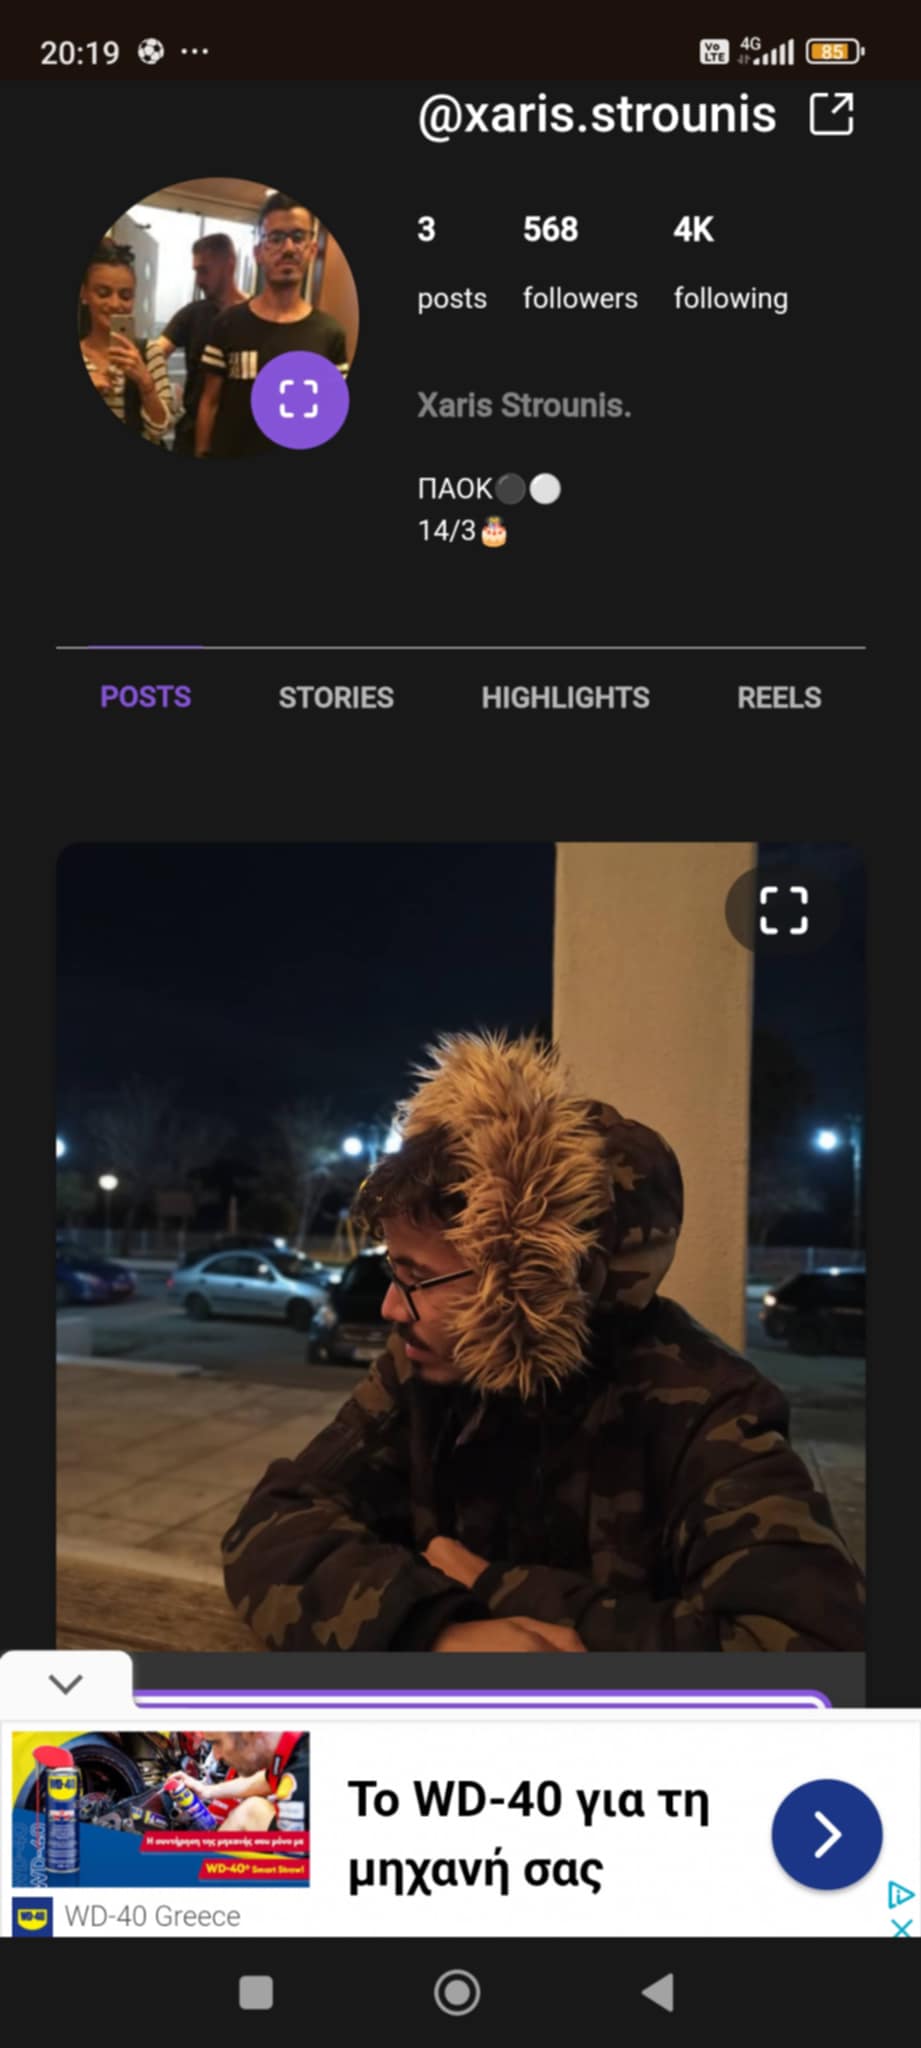 20:19
Vo LTE 4G 85
@xaris.strounis
3 568 4K
posts followers following
Xaris Strounis.
ΠΑΟΚ⚫⚪
14/3🎂
POSTS STORIES HIGHLIGHTS REELS
Το WD-40 για τη
μηχανή σας
Η συντήρηση της μηχανής σου μόνο με
WD-40® Smart Straw!
WD-40 Greece